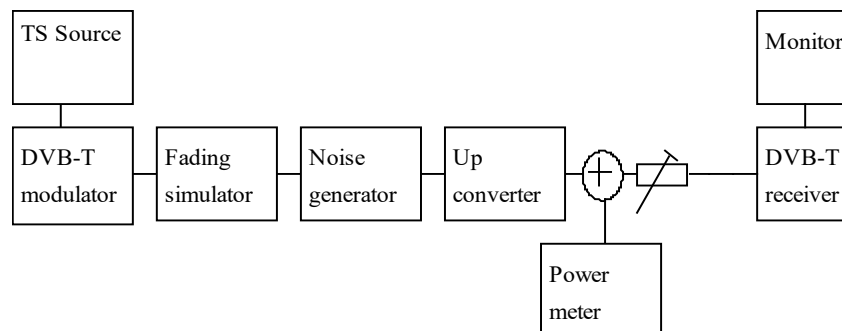 TS Source
Monitor
DVB-T
modulator
Fading
simulator
Noise
generator
Up
converter
DVB-T
receiver
Power
meter